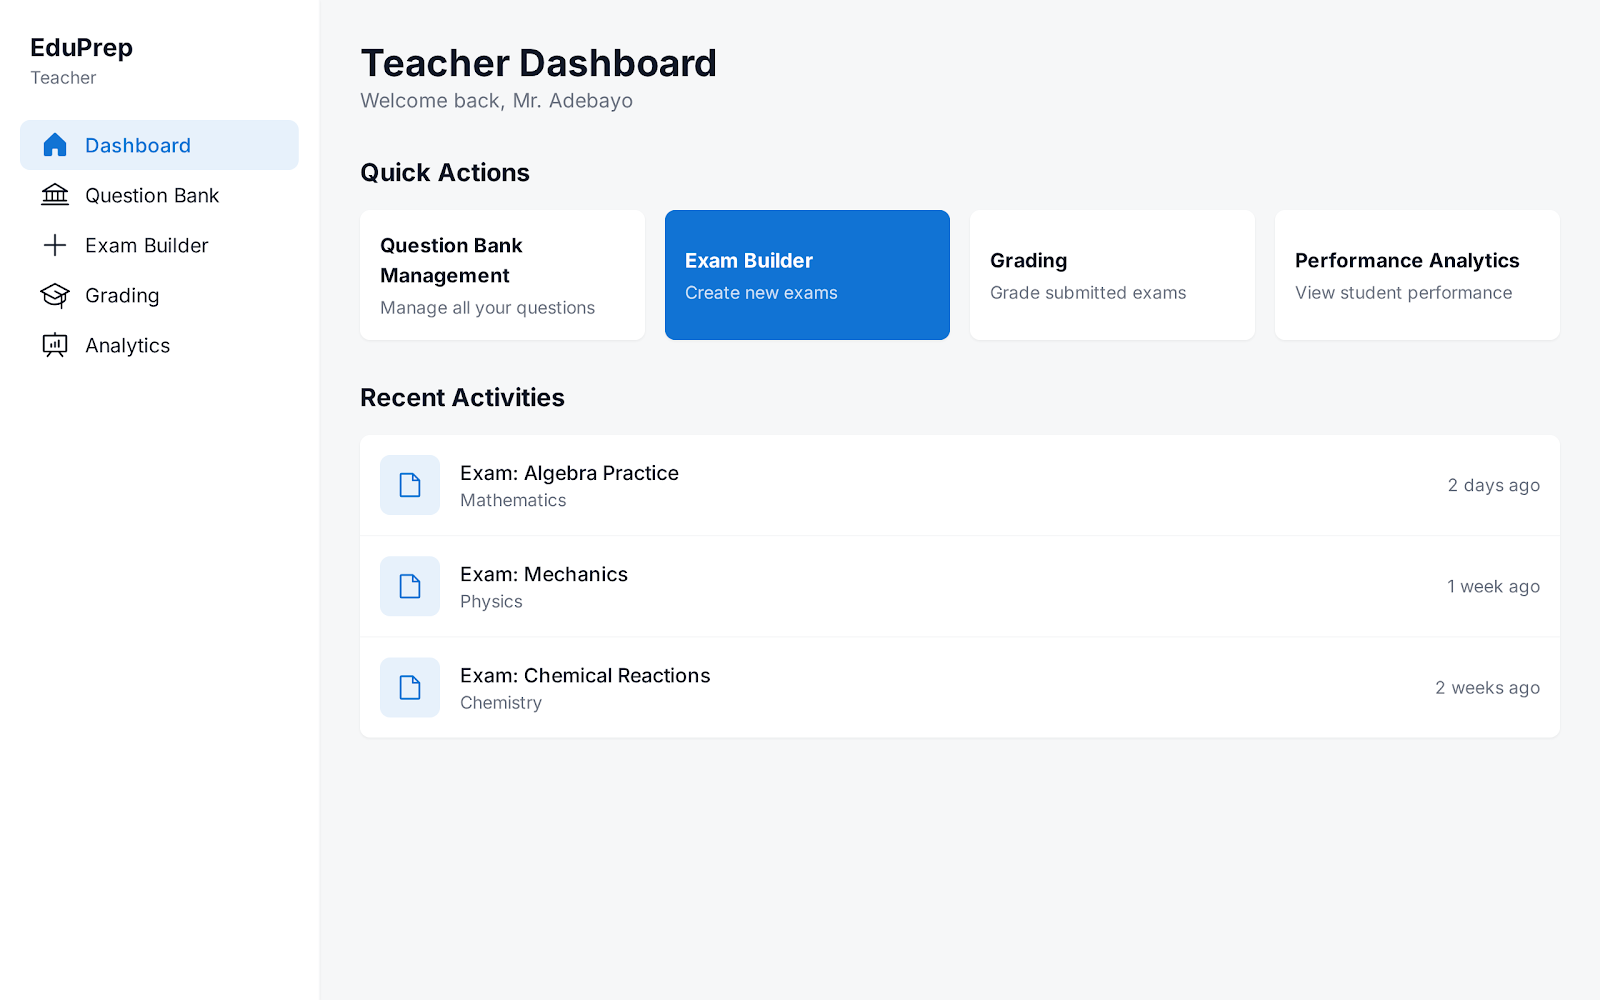 EduPrep
Teacher
Dashboard
Question Bank
Exam Builder
Grading
Analytics
Teacher Dashboard
Welcome back, Mr. Adebayo
Quick Actions
Question Bank
Management
Manage all your questions
Exam Builder
Create new exams
Grading
Grade submitted exams
Performance Analytics
View student performance
Recent Activities
Exam: Algebra Practice
Mathematics
2 days ago
Exam: Mechanics
Physics
1 week ago
Exam: Chemical Reactions
Chemistry
2 weeks ago